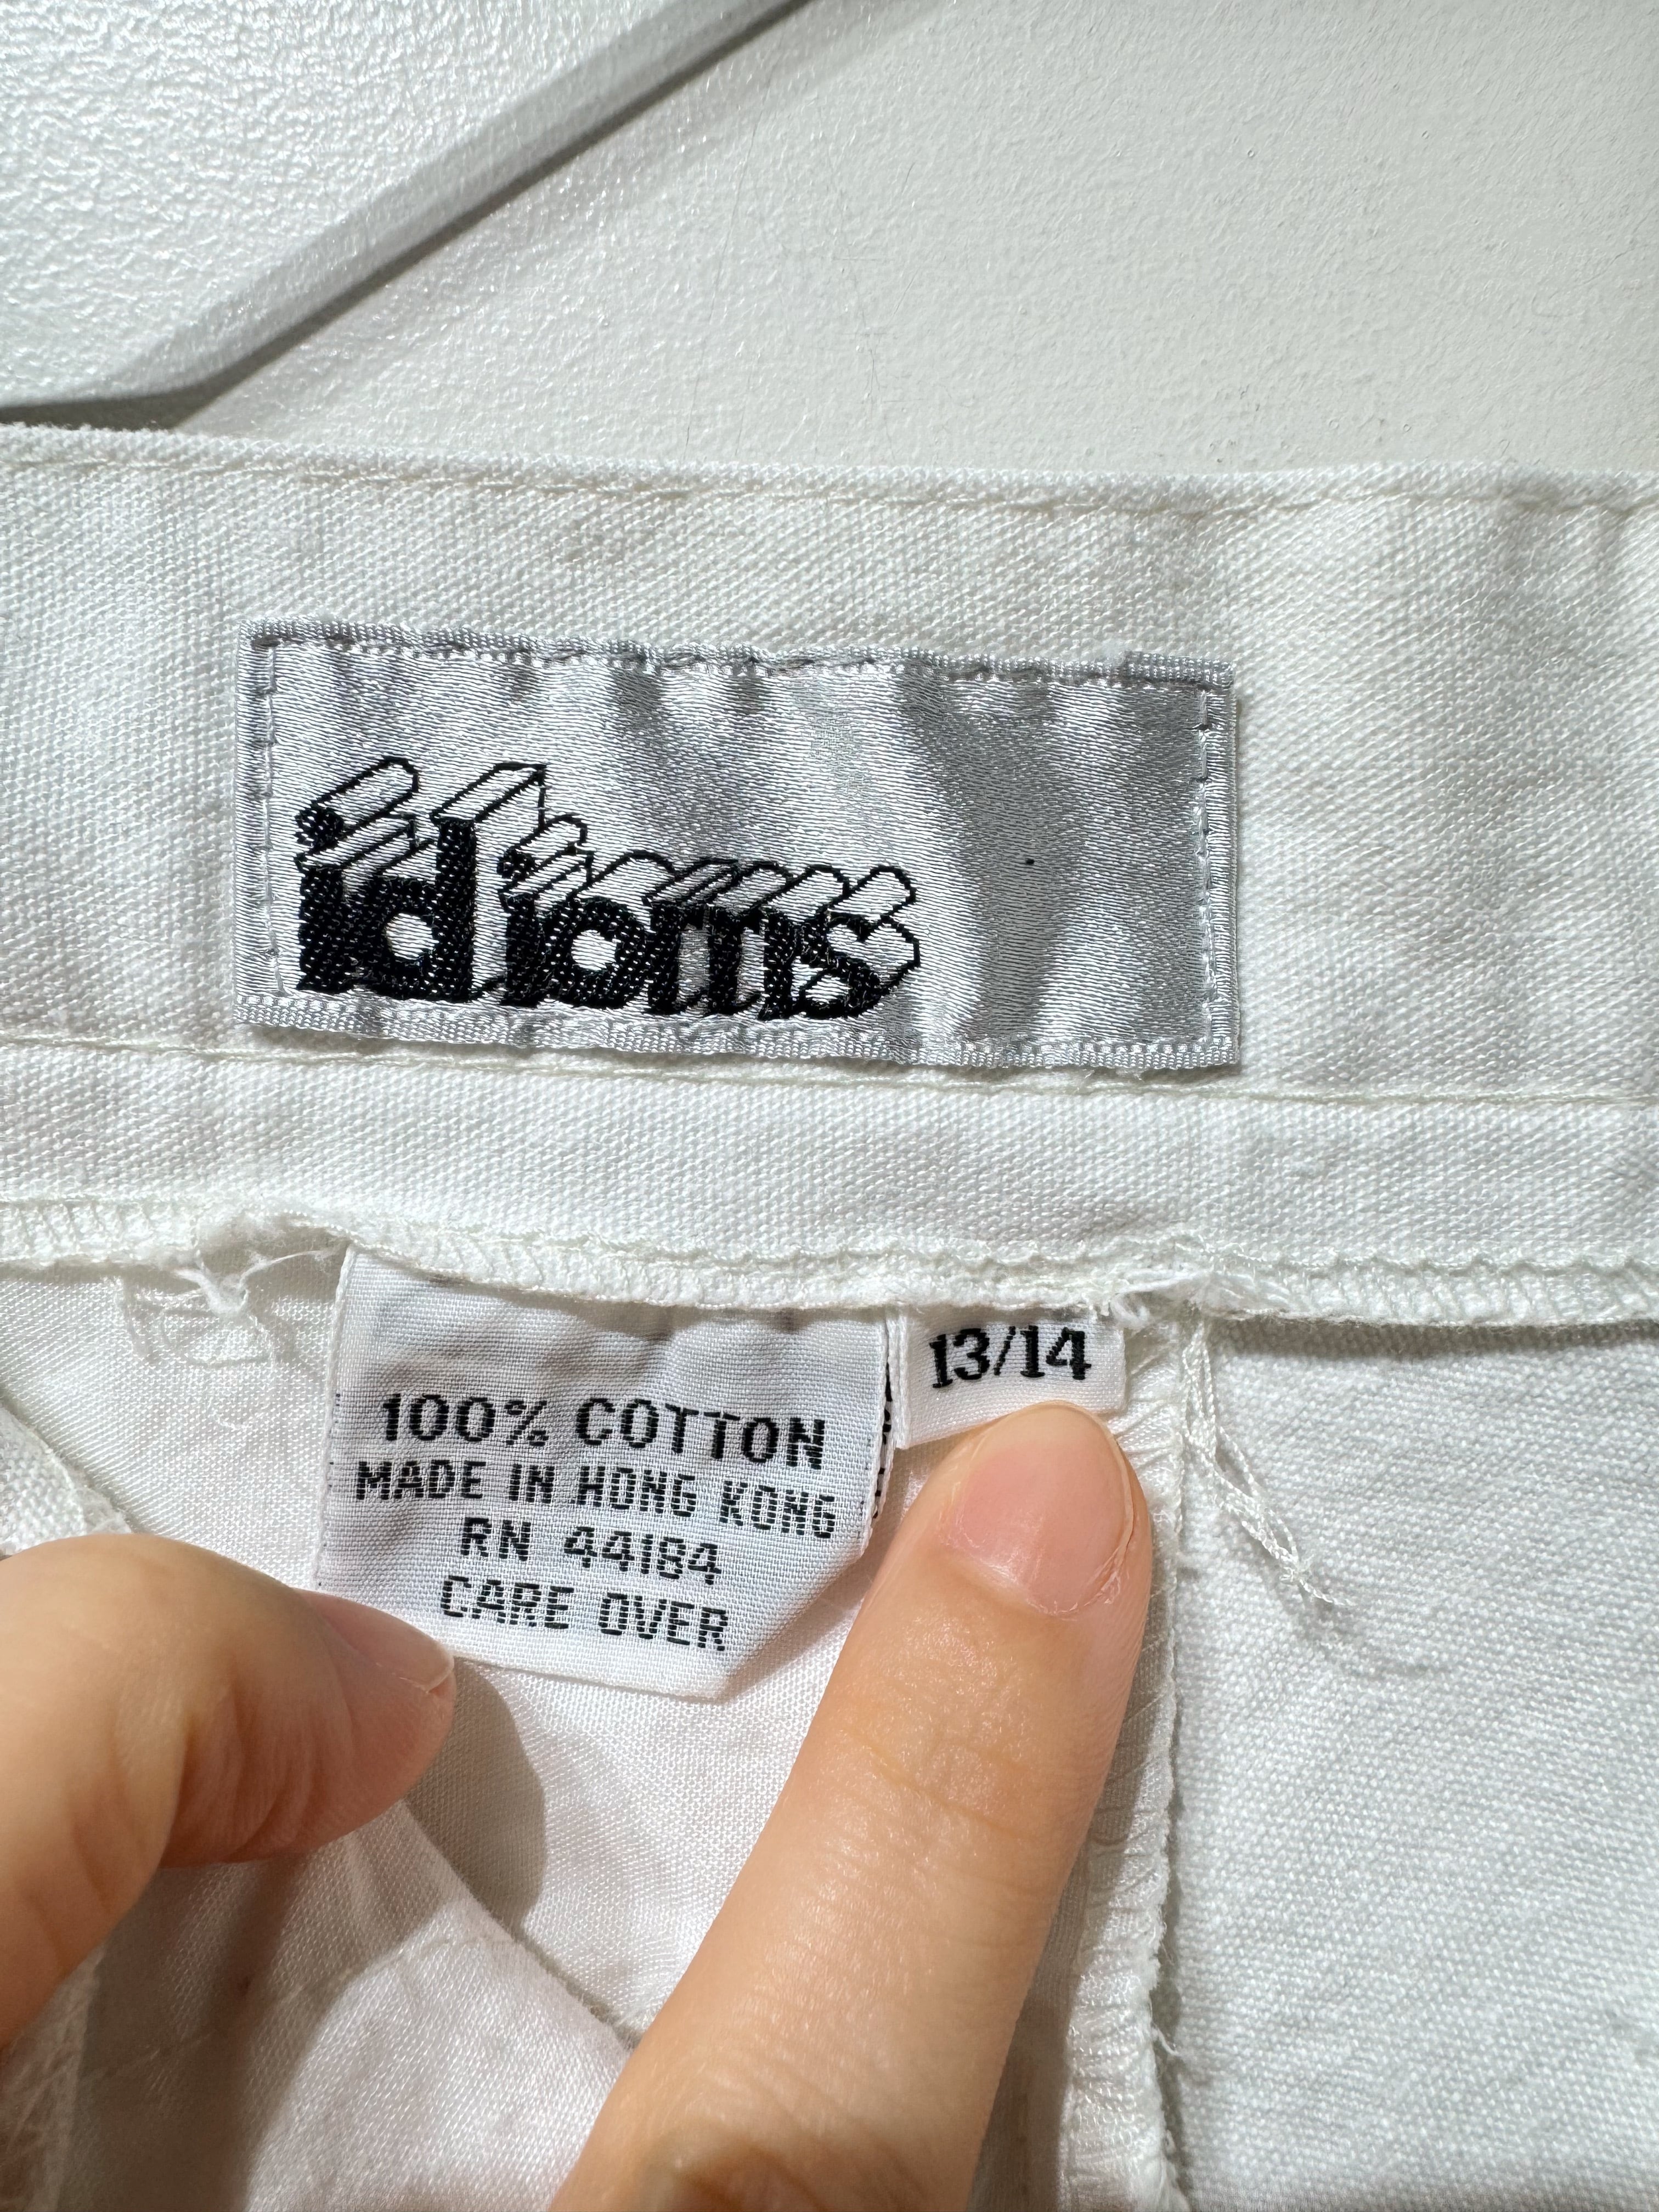 idioms
13/14
100% COTTON
MADE IN HONG KONG
RN 44184
CARE OVER